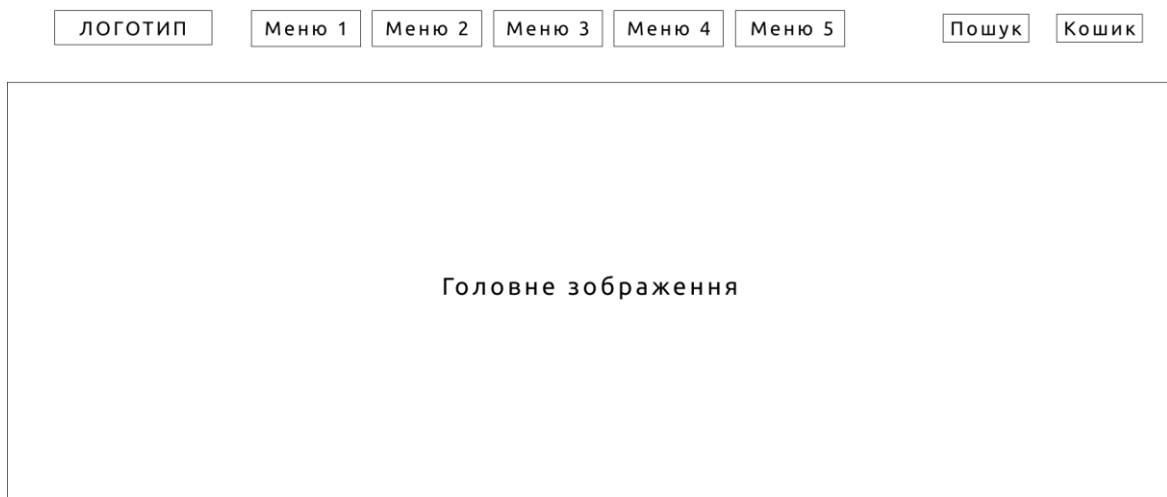 ЛОГОТИП Меню 1 Меню 2 Меню 3 Меню 4 Меню 5 Пошук Кошик
Головне зображення